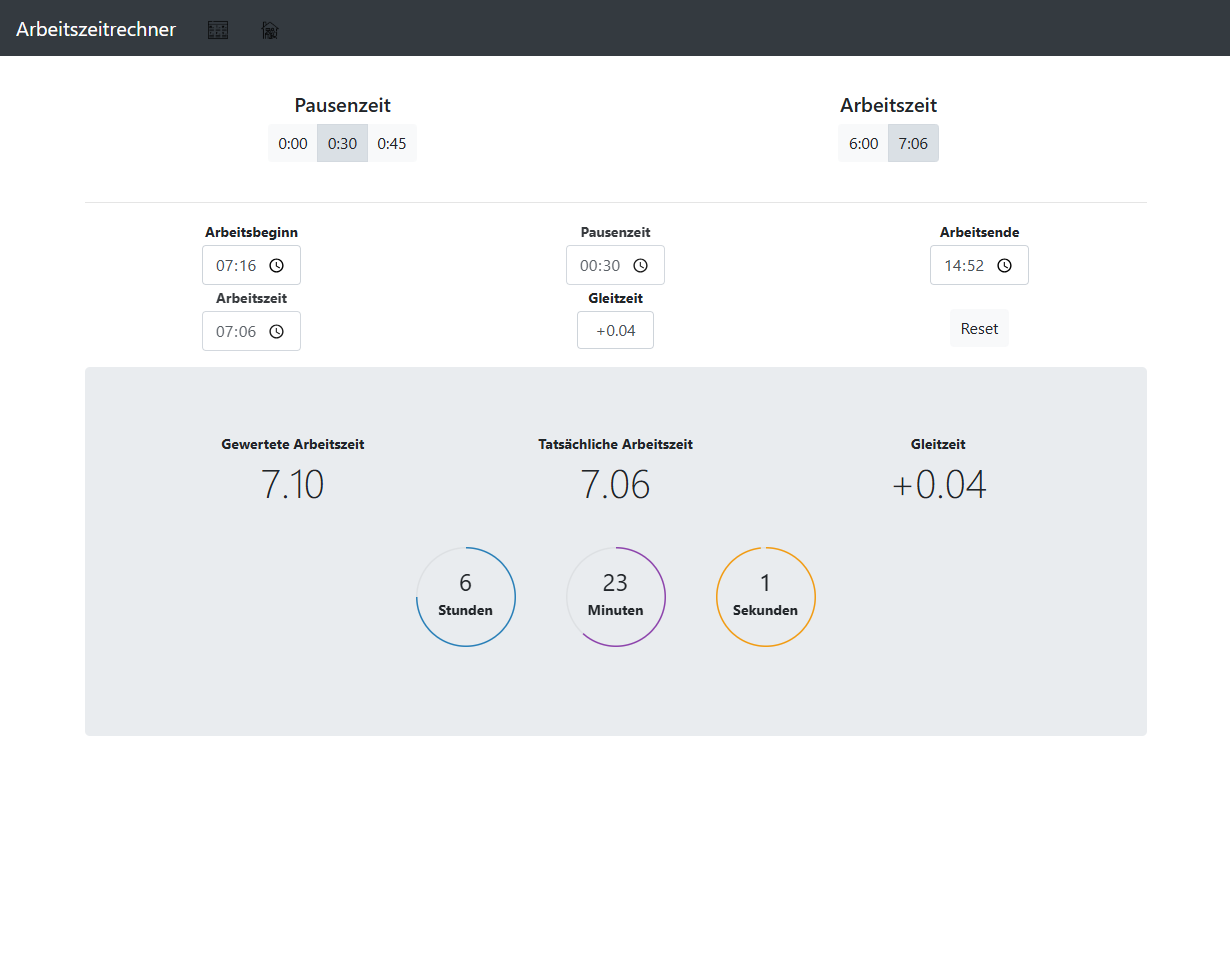 Arbeitszeitrechner
Pausenzeit
0:00 0:30 0:45
Arbeitszeit
6:00 7:06
Arbeitsbeginn
07:16
Pausenzeit
00:30
Arbeitsende
14:52
Arbeitszeit
07:06
Gleitzeit
+0.04
Reset
Gewertete Arbeitszeit
7.10
Tatsächliche Arbeitszeit
7.06
Gleitzeit
+0.04
6
Stunden
23
Minuten
1
Sekunden